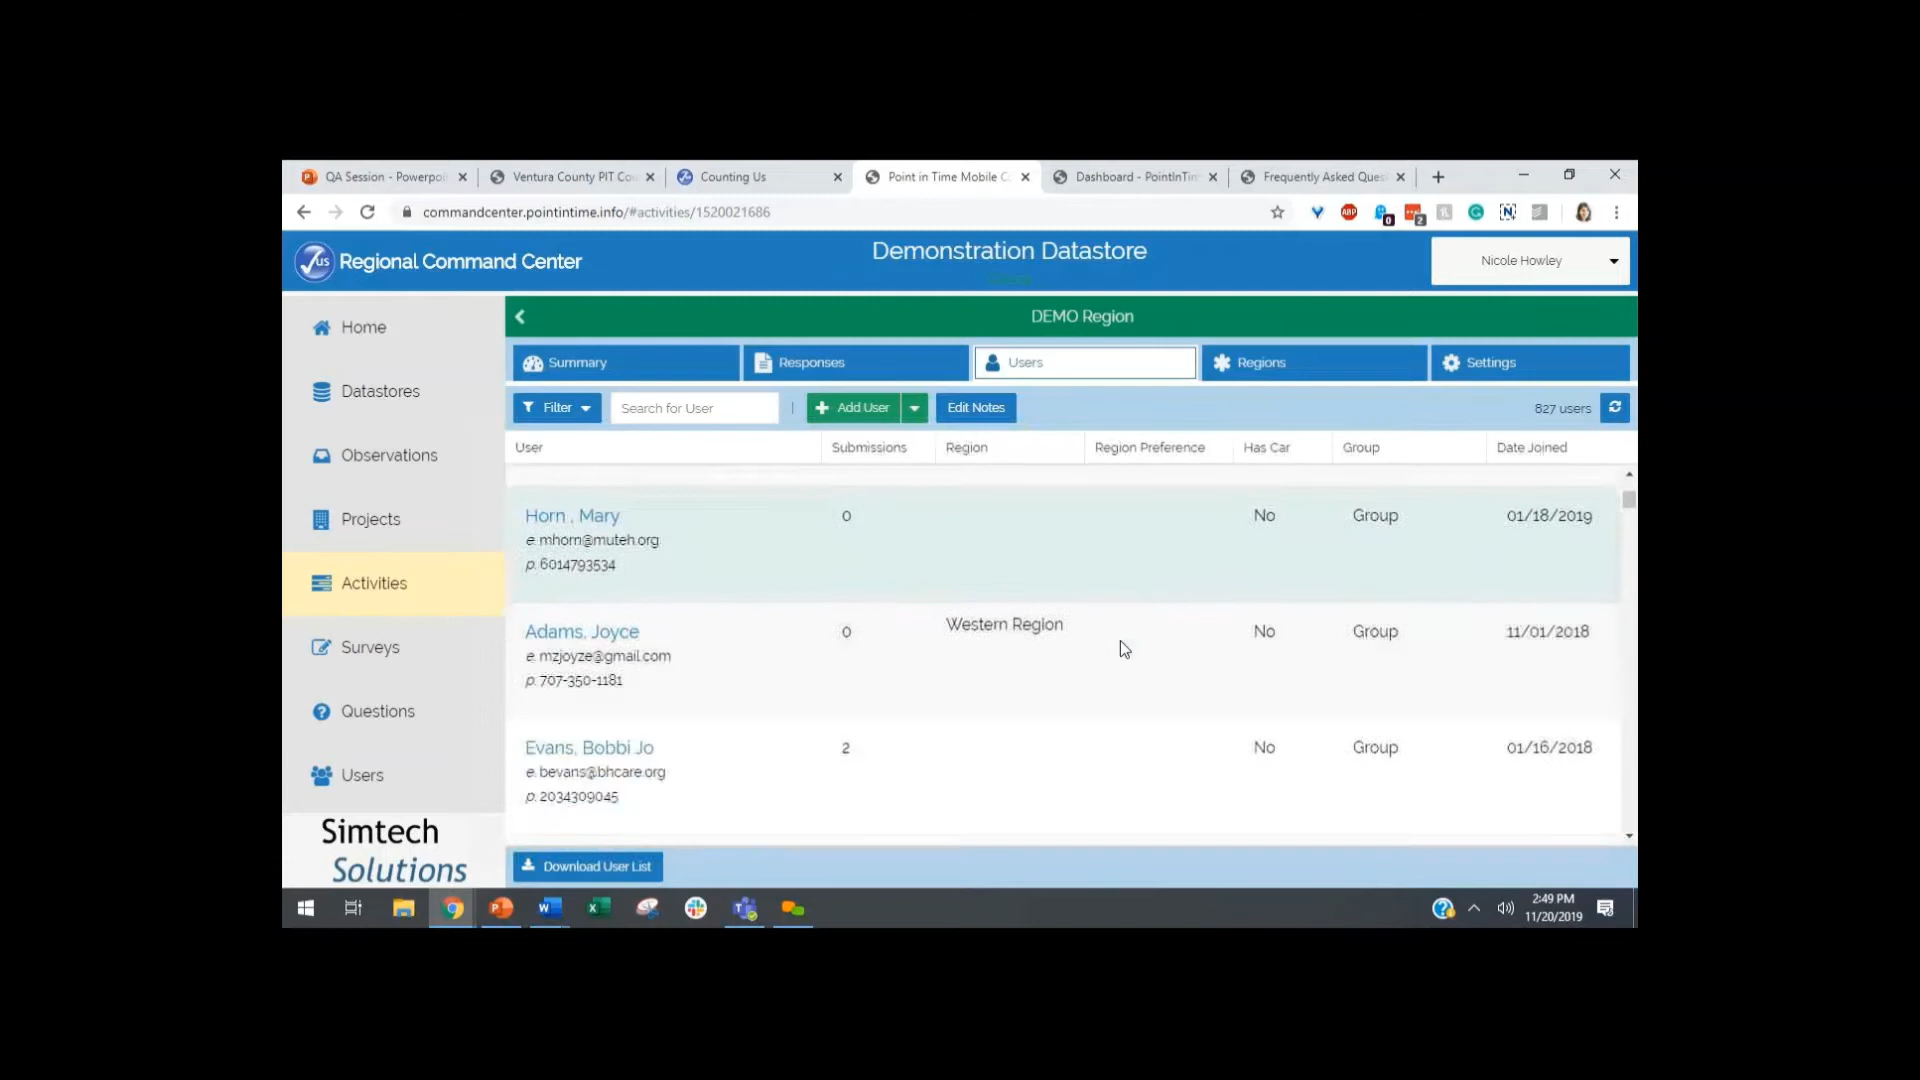 QA Session - Powerpoi
Ventura County PIT Co
Counting Us
Point in Time Mobile C
Dashboard - PointInTim
Frequently Asked Ques
commandcenter.pointintime.info/#activities/1520021686
ABP
0
2
N
us
Regional Command Center
Demonstration Datastore
Nicole Howley
Home
Datastores
Observations
Projects
Activities
Surveys
Questions
Users
Simtech
Solutions
DEMO Region
Summary
Responses
Users
Regions
Settings
Filter
Search for User
Add User
Edit Notes
827 users
User
Submissions
Region
Region Preference
Has Car
Group
Date Joined
Horn , Mary
0
No
Group
01/18/2019
e. mhorn@muteh.org
p. 6014793534
Adams, Joyce
0
Western Region
No
Group
11/01/2018
e. mzjoyze@gmail.com
p. 707-350-1181
Evans, Bobbi Jo
2
No
Group
01/16/2018
e. bevans@bhcare.org
p. 2034309045
Download User List
2:49 PM
11/20/2019